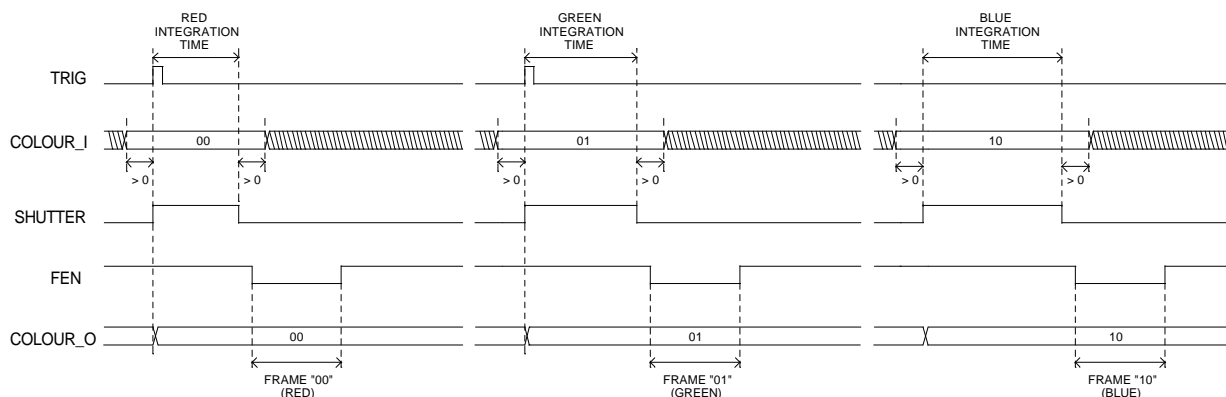 RED
INTEGRATION
TIME
GREEN
INTEGRATION
TIME
BLUE
INTEGRATION
TIME
TRIG
COLOUR_I
00
01
10
> 0
> 0
> 0
> 0
> 0
> 0
SHUTTER
FEN
COLOUR_O
00
01
10
FRAME "00"
(RED)
FRAME "01"
(GREEN)
FRAME "10"
(BLUE)